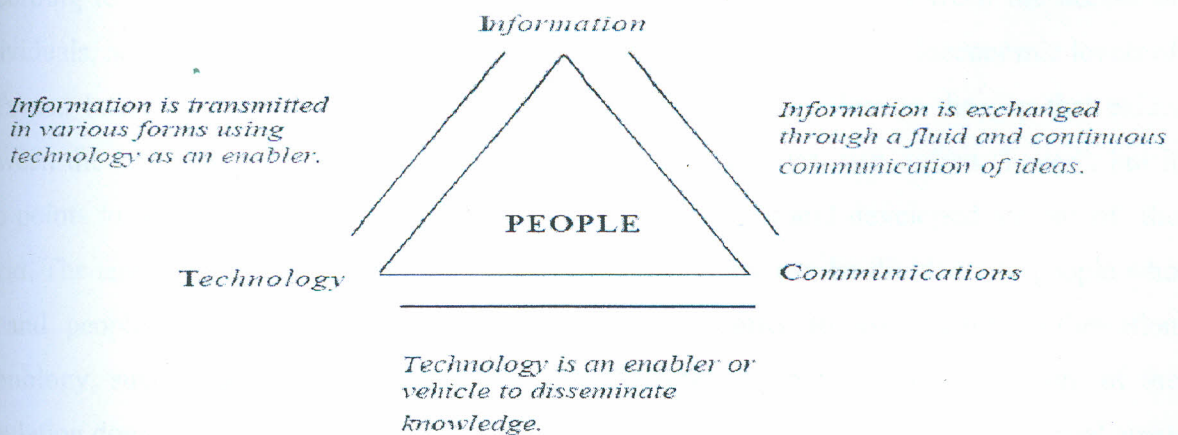 Information
Information is transmitted
in various forms using
technology as an enabler.
Information is exchanged
through a fluid and continuous
communication of ideas.
PEOPLE
Technology
Communications
Technology is an enabler or
vehicle to disseminate
knowledge.